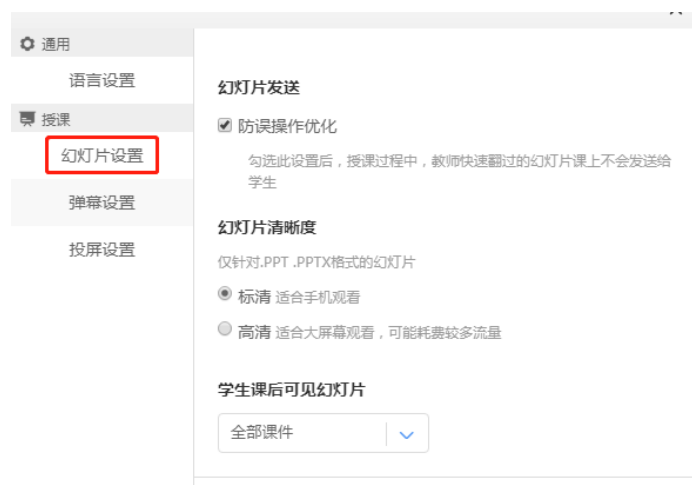 通用
语言设置
授课
幻灯片设置
弹幕设置
投屏设置
幻灯片发送
防误操作优化
勾选此设置后，授课过程中，教师快速翻过的幻灯片课上不会发送给
学生
幻灯片清晰度
仅针对.PPT .PPTX格式的幻灯片
标清 适合手机观看
高清 适合大屏幕观看，可能耗费较多流量
学生课后可见幻灯片
全部课件